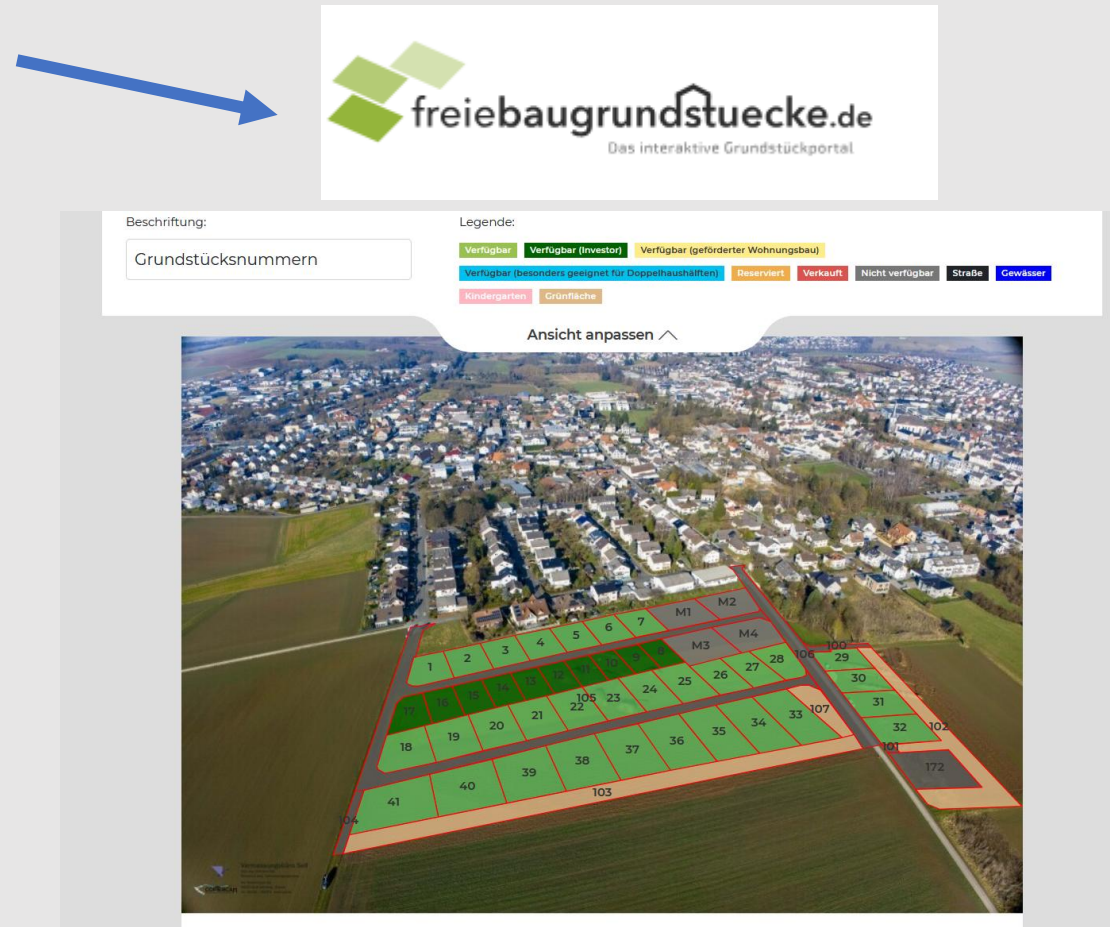 freiebaugrundstuecke.de
Das interaktive Grundstückportal
Beschriftung:
Grundstücksnummern
Legende:
Verfügbar Verfügbar (Investor) Verfügbar (geförderter Wohnungsbau)
Verfügbar (besonders geeignet für Doppelhaushälften) Reserviert Verkauft Nicht verfügbar Straße Gewässer
Kindergarten Grünfläche
Ansicht anpassen
1 2 3 4 5 6 7 M1 M2
17 16 15 14 13 12 11 10 9 8 M3 M4
18 19 20 21 22 105 23 24 25 26 27 28 106
41 40 39 38 37 36 35 34 33 107
100
29
30
31
32 102
101
172
103
104